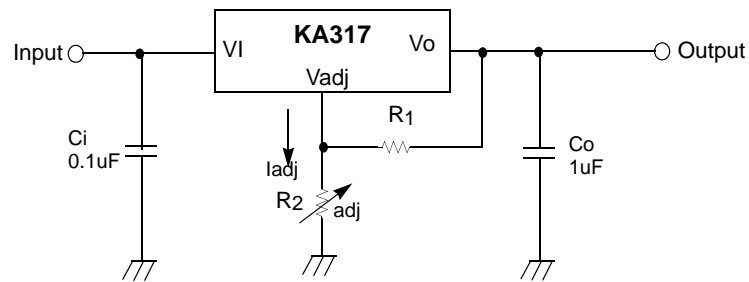 KA317
Input
VI
Vo
Output
Vadj
R1
Ci
0.1uF
Co
1uF
Iadj
R2
adj